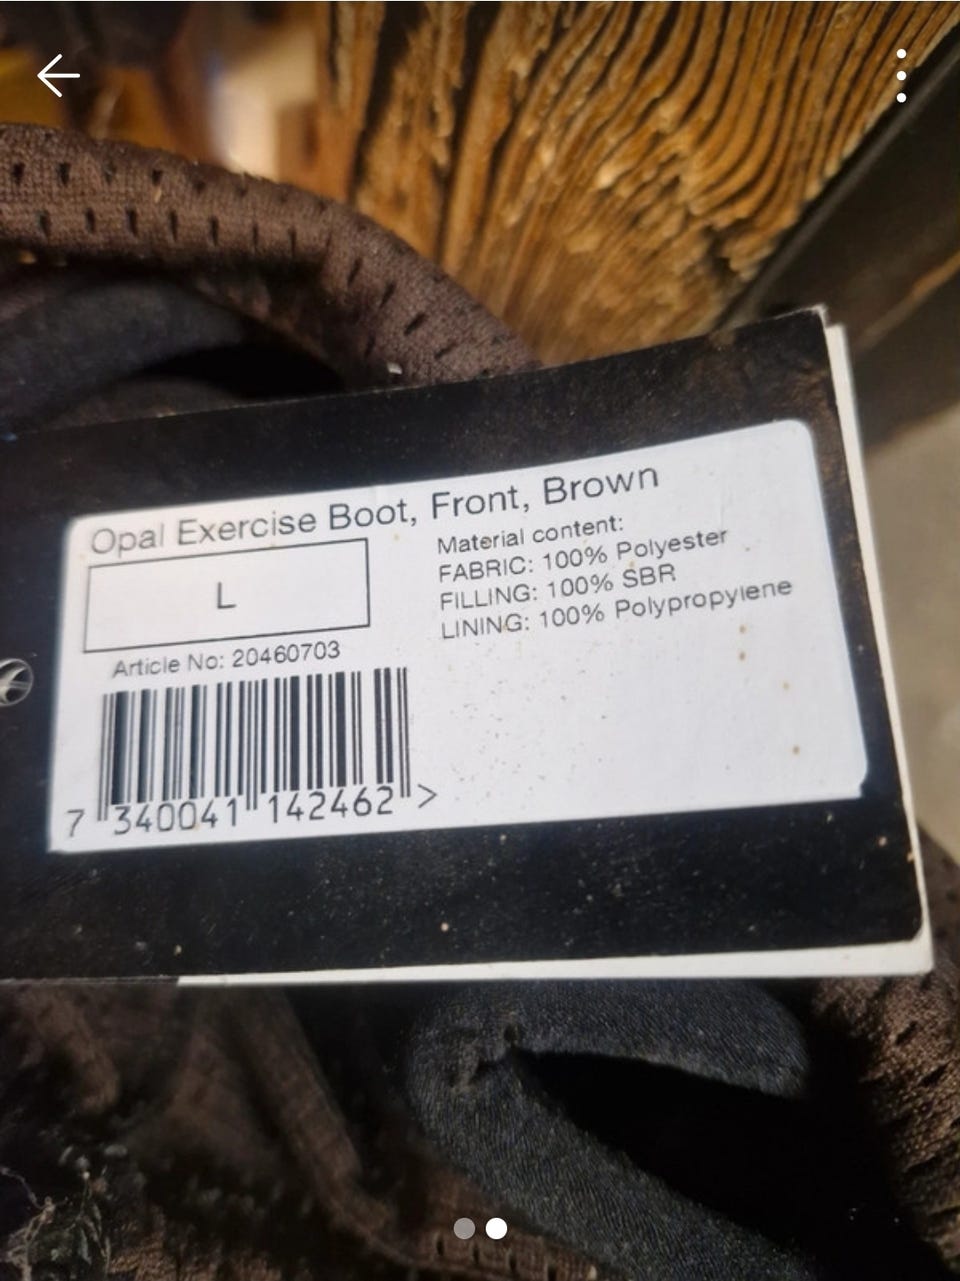 Opal Exercise Boot, Front, Brown
L
Material content:
FABRIC: 100% Polyester
FILLING: 100% SBR
LINING: 100% Polypropylene
Article No: 20460703
7 340041 142462 >